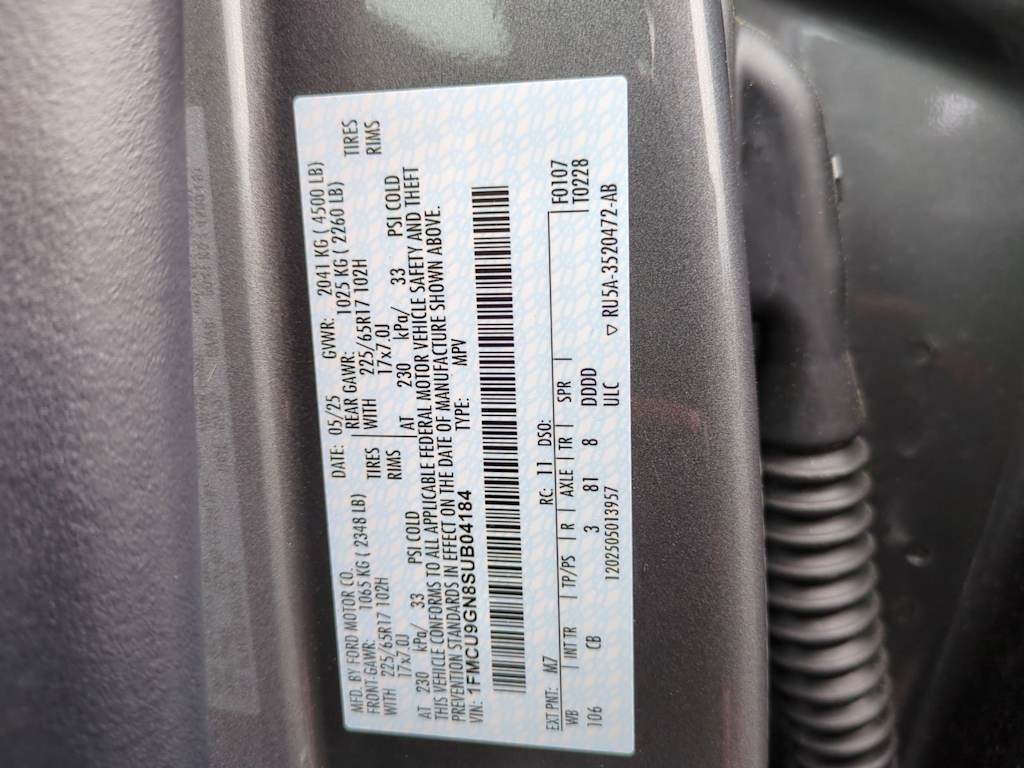 MFD. BY FORD MOTOR CO. DATE: 05/25 GVWR: 2041 KG ( 4500 LB)
FRONT GAWR: 1065 KG ( 2348 LB) REAR GAWR: 1025 KG ( 2260 LB)
WITH 225/65R17 102H TIRES WITH 225/65R17 102H TIRES
17x7.0J RIMS 17x7.0J RIMS
AT 230 kPa/ 33 PSI COLD AT 230 kPa/ 33 PSI COLD
THIS VEHICLE CONFORMS TO ALL APPLICABLE FEDERAL MOTOR VEHICLE SAFETY AND THEFT
PREVENTION STANDARDS IN EFFECT ON THE DATE OF MANUFACTURE SHOWN ABOVE.
VIN: 1FMCU9GN8SUB04184 TYPE: MPV
EXT PNT: M7 RC: 11 DSO: F0107
WB INT TR TP/PS R AXLE TR SPR T0228
106 CB 3 81 8 DDDD
120250501​3957 ULC ▽ RU5A-3520472-AB